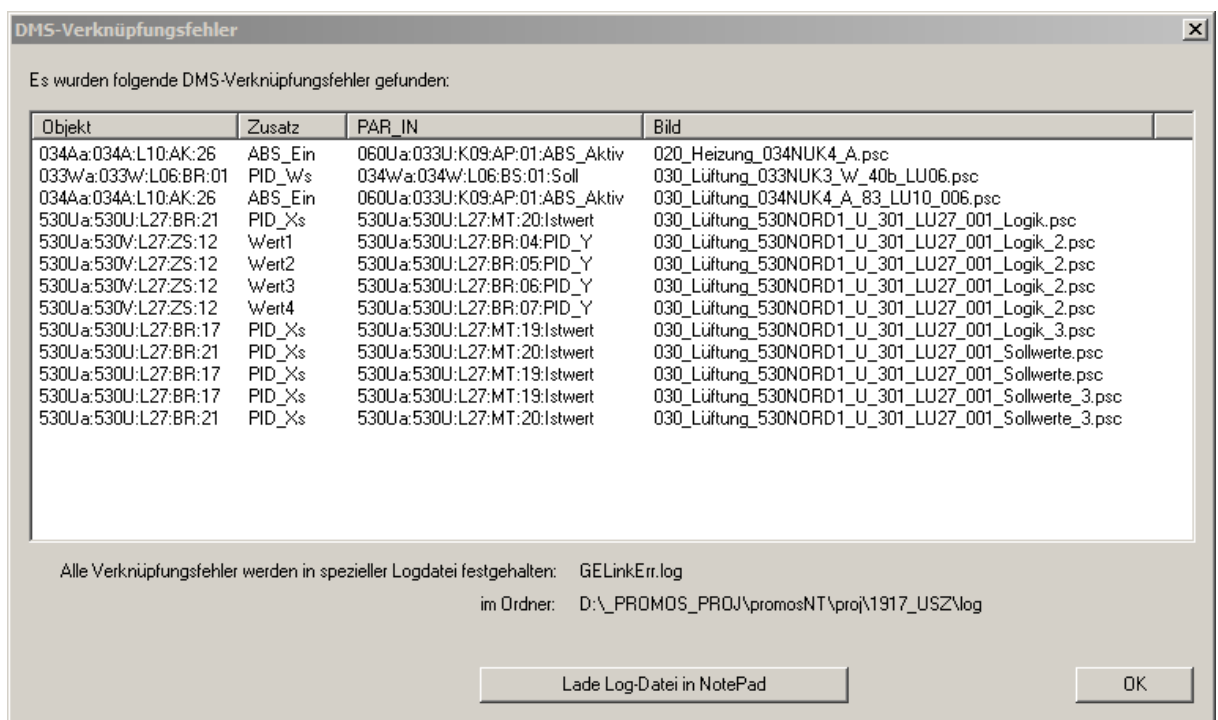 DMS-Verknüpfungsfehler
Es wurden folgende DMS-Verknüpfungsfehler gefunden:
Objekt Zusatz PAR_IN Bild
034Aa:034A:L10:AK:26 ABS_Ein 060Ua:033U:K09:AP:01:ABS_Aktiv 020_Heizung_034NUK4_A.psc
033Wa:033W:L06:BR:01 PID_Ws 034Wa:034W:L06:BS:01:Soll 030_Lüftung_033NUK3_W_40b_LU06.psc
034Aa:034A:L10:AK:26 ABS_Ein 060Ua:033U:K09:AP:01:ABS_Aktiv 030_Lüftung_034NUK4_A_83_LU10_006.psc
530Ua:530U:L27:BR:21 PID_Xs 530Ua:530U:L27:MT:20:Istwert 030_Lüftung_530NORD1_U_301_LU27_001_Logik.psc
530Ua:530V:L27:ZS:12 Wert1 530Ua:530U:L27:BR:04:PID_Y 030_Lüftung_530NORD1_U_301_LU27_001_Logik_2.psc
530Ua:530V:L27:ZS:12 Wert2 530Ua:530U:L27:BR:05:PID_Y 030_Lüftung_530NORD1_U_301_LU27_001_Logik_2.psc
530Ua:530V:L27:ZS:12 Wert3 530Ua:530U:L27:BR:06:PID_Y 030_Lüftung_530NORD1_U_301_LU27_001_Logik_2.psc
530Ua:530V:L27:ZS:12 Wert4 530Ua:530U:L27:BR:07:PID_Y 030_Lüftung_530NORD1_U_301_LU27_001_Logik_2.psc
530Ua:530U:L27:BR:17 PID_Xs 530Ua:530U:L27:MT:19:Istwert 030_Lüftung_530NORD1_U_301_LU27_001_Logik_3.psc
530Ua:530U:L27:BR:21 PID_Xs 530Ua:530U:L27:MT:20:Istwert 030_Lüftung_530NORD1_U_301_LU27_001_Sollwerte.psc
530Ua:530U:L27:BR:17 PID_Xs 530Ua:530U:L27:MT:19:Istwert 030_Lüftung_530NORD1_U_301_LU27_001_Sollwerte.psc
530Ua:530U:L27:BR:17 PID_Xs 530Ua:530U:L27:MT:19:Istwert 030_Lüftung_530NORD1_U_301_LU27_001_Sollwerte_3.psc
530Ua:530U:L27:BR:21 PID_Xs 530Ua:530U:L27:MT:20:Istwert 030_Lüftung_530NORD1_U_301_LU27_001_Sollwerte_3.psc
Alle Verknüpfungsfehler werden in spezieller Logdatei festgehalten: GELinkErr.log
im Ordner: D:\_PROMOS_PROJ\promosNT\proj\1917_USZ\log
Lade Log-Datei in NotePad OK